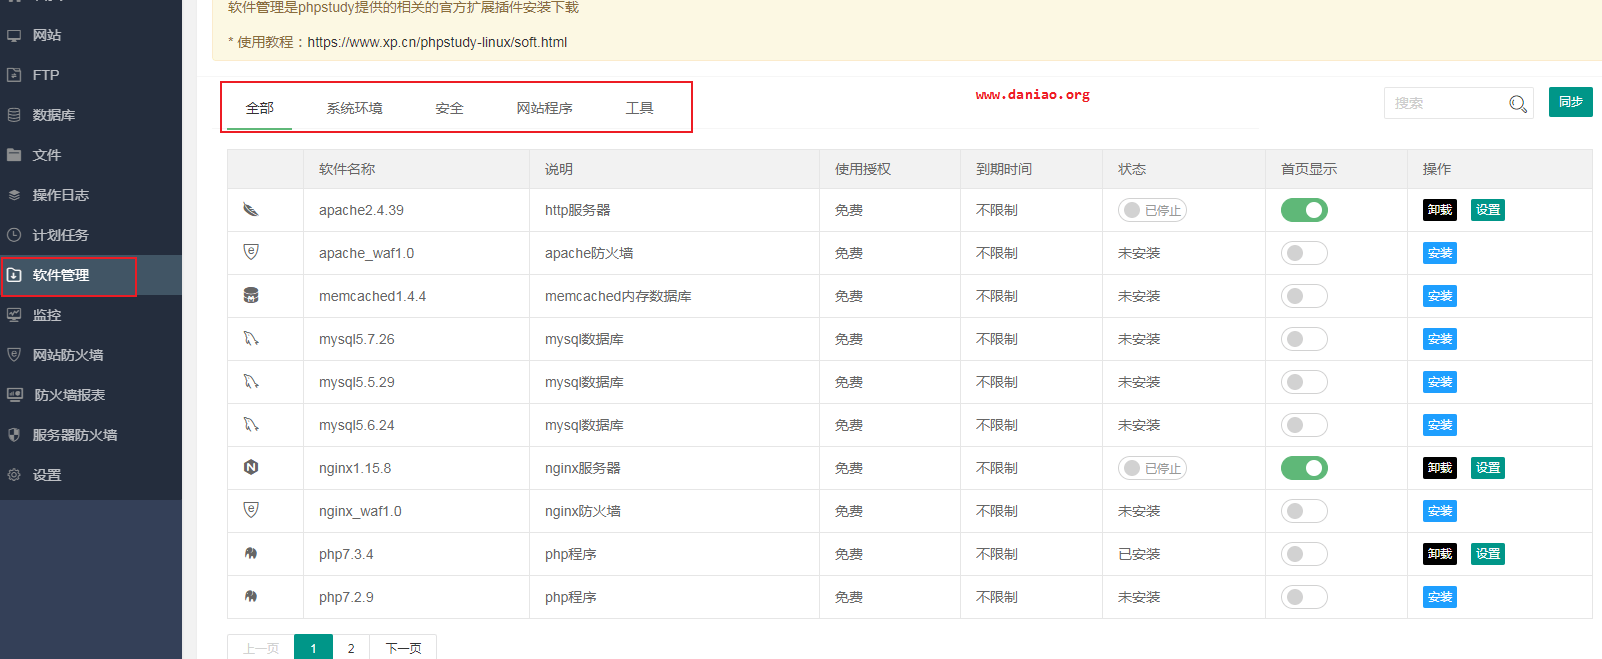 软件管理是phpstudy提供的相关的官方扩展插件安装下载
* 使用教程：https://www.xp.cn/phpstudy-linux/soft.html
网站
FTP
数据库
文件
操作日志
计划任务
软件管理
监控
网站防火墙
防火墙报表
服务器防火墙
设置
全部 系统环境 安全 网站程序 工具
www.daniao.org
搜索 同步
软件名称 说明 使用授权 到期时间 状态 首页显示 操作
apache2.4.39 http服务器 免费 不限制 已停止 卸载 设置
apache_waf1.0 apache防火墙 免费 不限制 未安装 安装
memcached1.4.4 memcached内存数据库 免费 不限制 未安装 安装
mysql5.7.26 mysql数据库 免费 不限制 未安装 安装
mysql5.5.29 mysql数据库 免费 不限制 未安装 安装
mysql5.6.24 mysql数据库 免费 不限制 未安装 安装
nginx1.15.8 nginx服务器 免费 不限制 已停止 卸载 设置
nginx_waf1.0 nginx防火墙 免费 不限制 未安装 安装
php7.3.4 php程序 免费 不限制 已安装 卸载 设置
php7.2.9 php程序 免费 不限制 未安装 安装
上一页 1 2 下一页